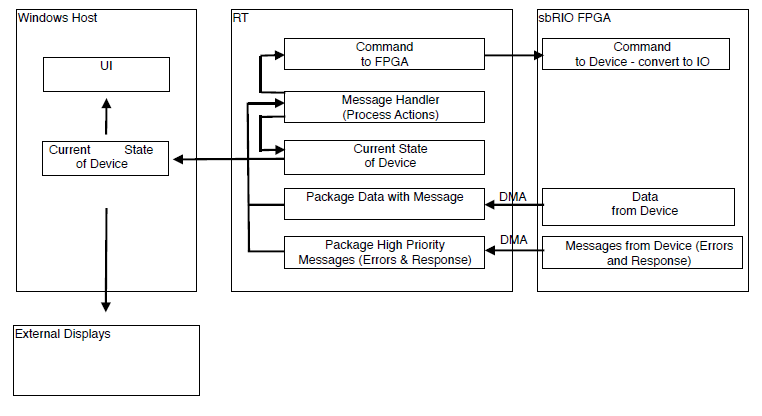 Windows Host
UI
Current State
of Device
External Displays
RT
Command
to FPGA
Message Handler
(Process Actions)
Current State
of Device
Package Data with Message
Package High Priority
Messages (Errors & Response)
DMA
DMA
sbRIO FPGA
Command
to Device - convert to IO
Data
from Device
Messages from Device (Errors
and Response)